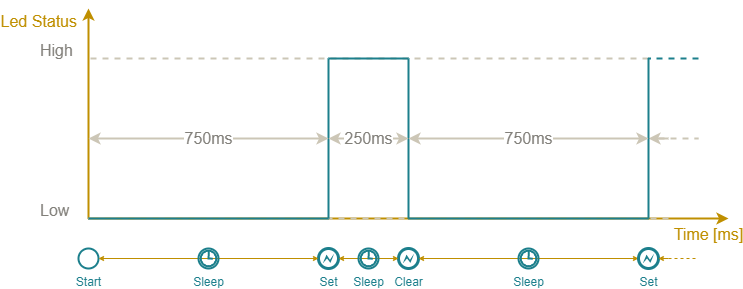 Led Status
High
750ms
250ms
750ms
Low
Time [ms]
Start
Sleep
Set
Sleep
Clear
Sleep
Set